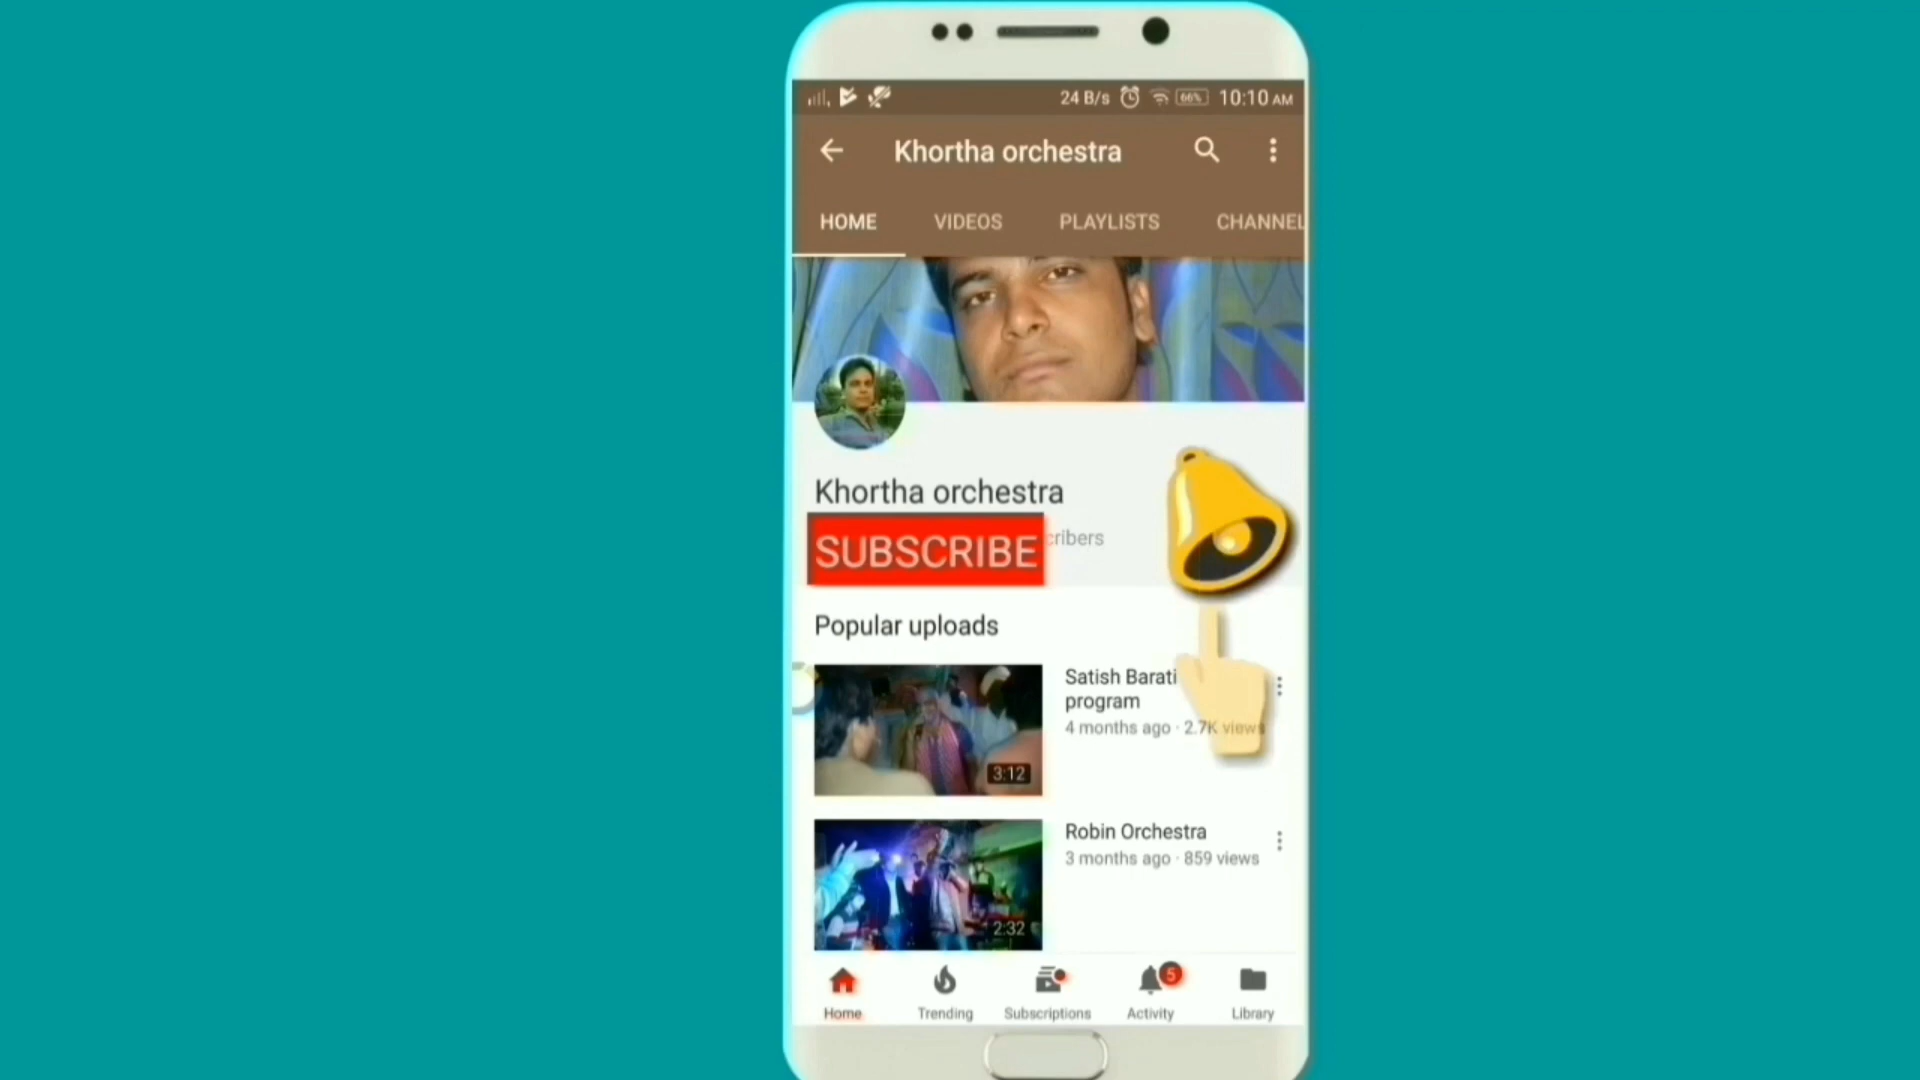 24 B/s 66% 10:10 AM
Khortha orchestra
HOME VIDEOS PLAYLISTS CHANNEL
Khortha orchestra
SUBSCRIBE cribers
Popular uploads
Satish Barati
program
4 months ago · 2.7K views
3:12
Robin Orchestra
3 months ago · 859 views
2:32
5
Home Trending Subscriptions Activity Library